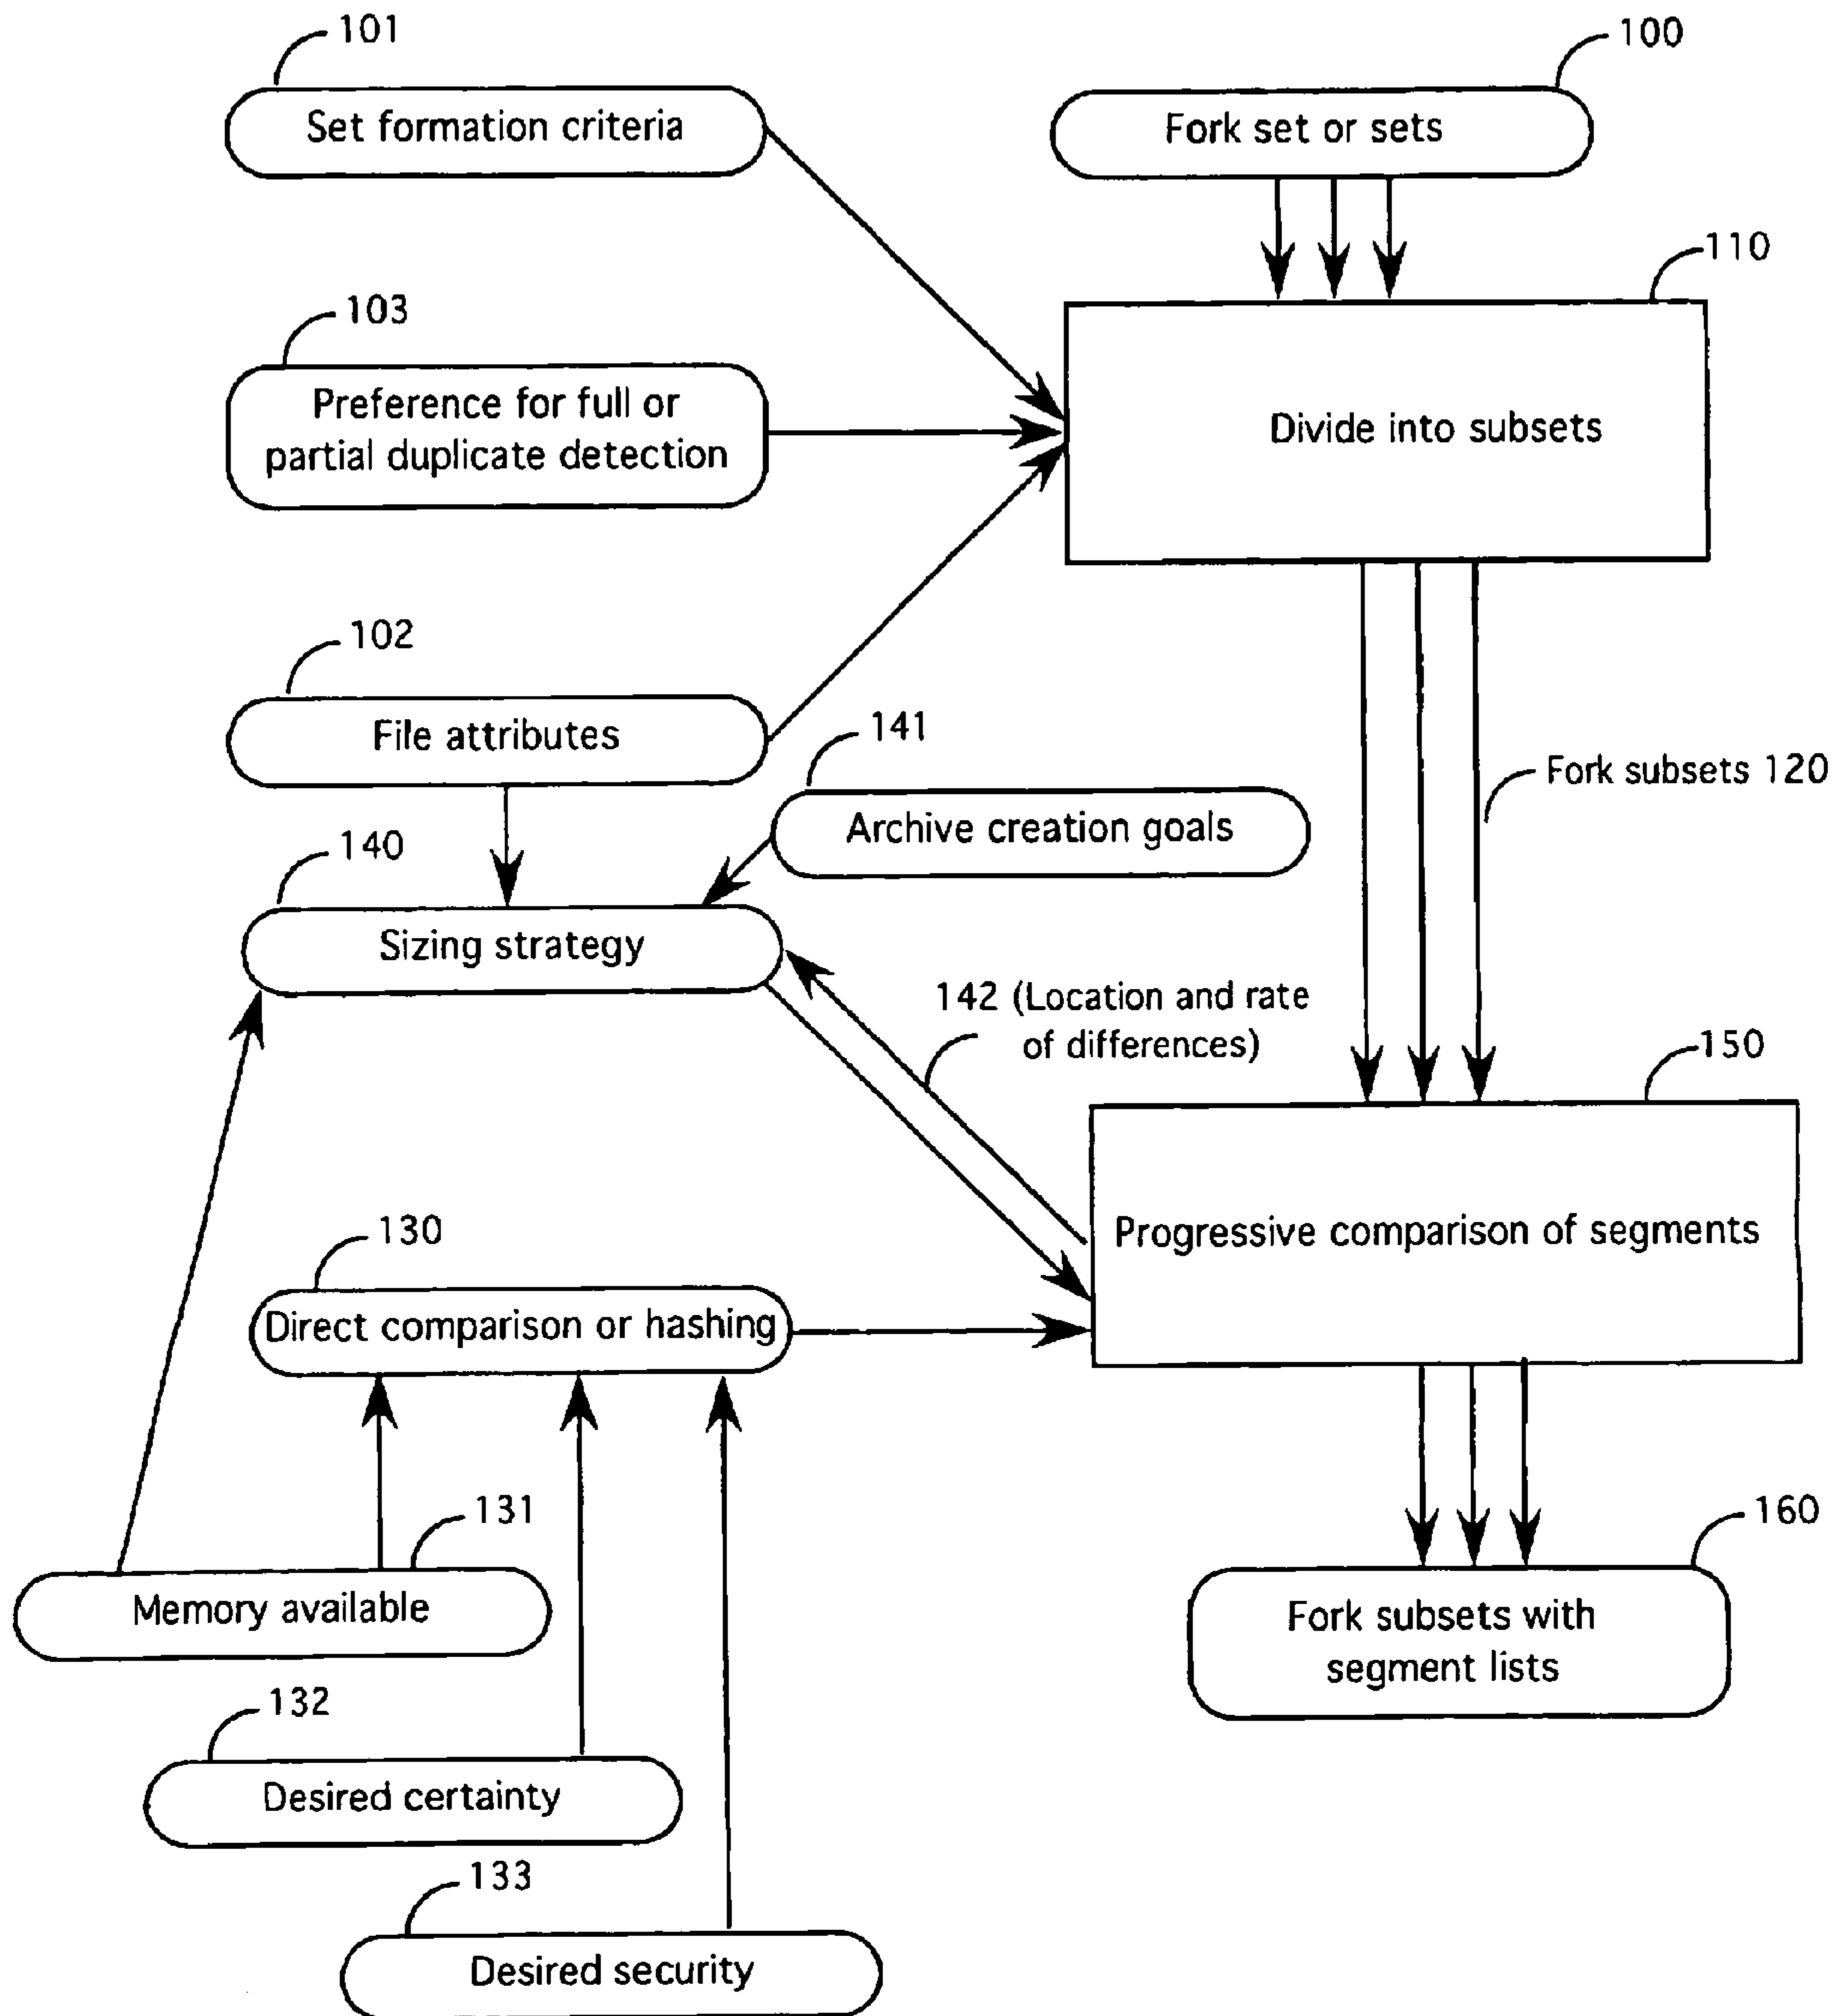 101
100
Set formation criteria
Fork set or sets
110
103
Preference for full or
partial duplicate detection
Divide into subsets
102
File attributes
141
Fork subsets 120
Archive creation goals
140
Sizing strategy
142 (Location and rate
of differences)
150
130
Progressive comparison of segments
Direct comparison or hashing
131
160
Memory available
Fork subsets with
segment lists
132
Desired certainty
133
Desired security